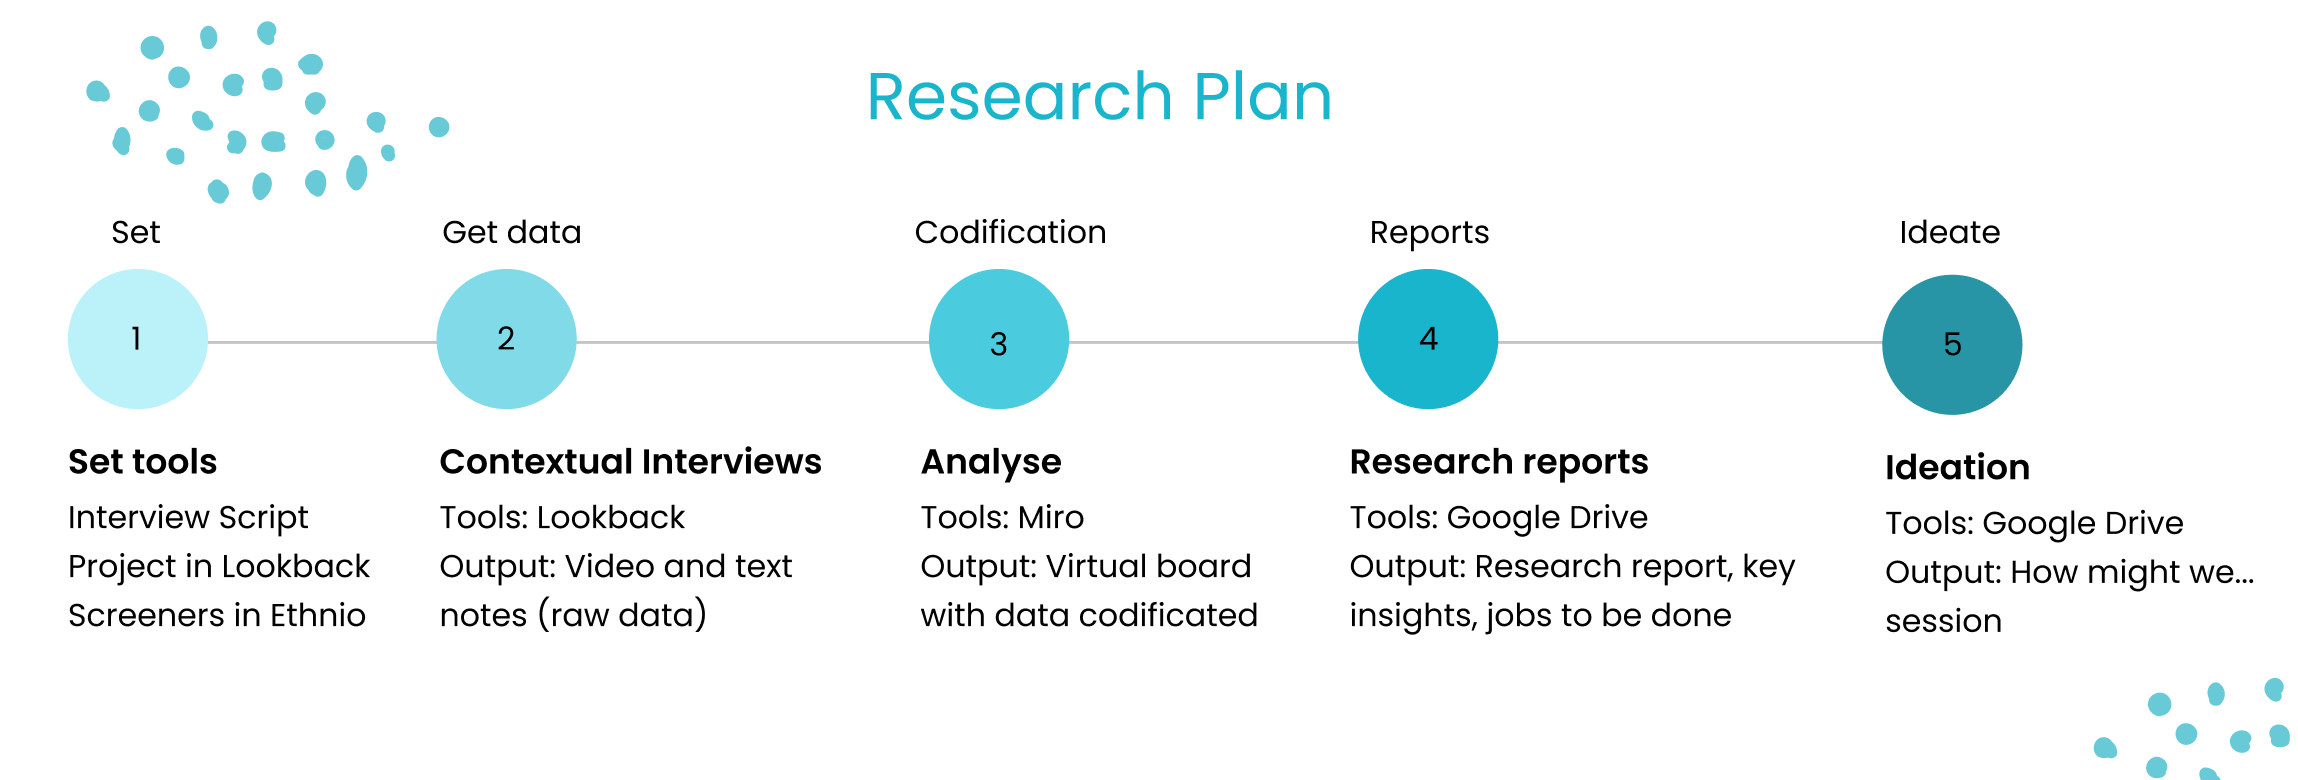 Research Plan
Set
Get data
Codification
Reports
Ideate
1
2
3
4
5
Set tools
Interview Script
Project in Lookback
Screeners in Ethnio
Contextual Interviews
Tools: Lookback
Output: Video and text
notes (raw data)
Analyse
Tools: Miro
Output: Virtual board
with data codificated
Research reports
Tools: Google Drive
Output: Research report, key
insights, jobs to be done
Ideation
Tools: Google Drive
Output: How might we...
session